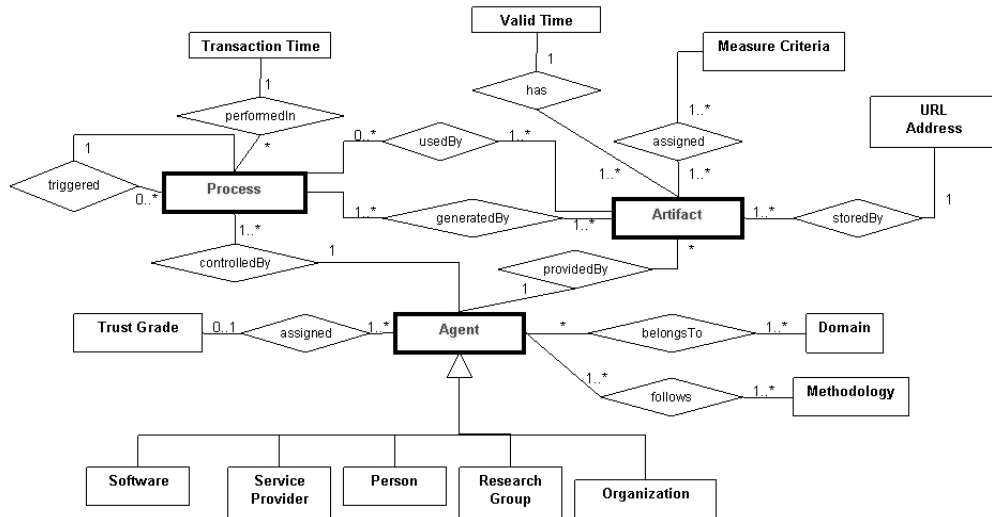 Valid Time
Transaction Time
Measure Criteria
1
1
has
performedIn
*
*
1..*
URL
Address
1
0..*
usedBy
1..*
assigned
triggered
Process
1..*
1..*
0..*
1..*
generatedBy
1..*
Artifact
1..*
storedBy
1
1..*
controlledBy
1
providedBy
*
1
Trust Grade
0..1
assigned
1..*
Agent
*
belongsTo
1..*
Domain
1..*
follows
1..*
Methodology
Software
Service
Provider
Person
Research
Group
Organization